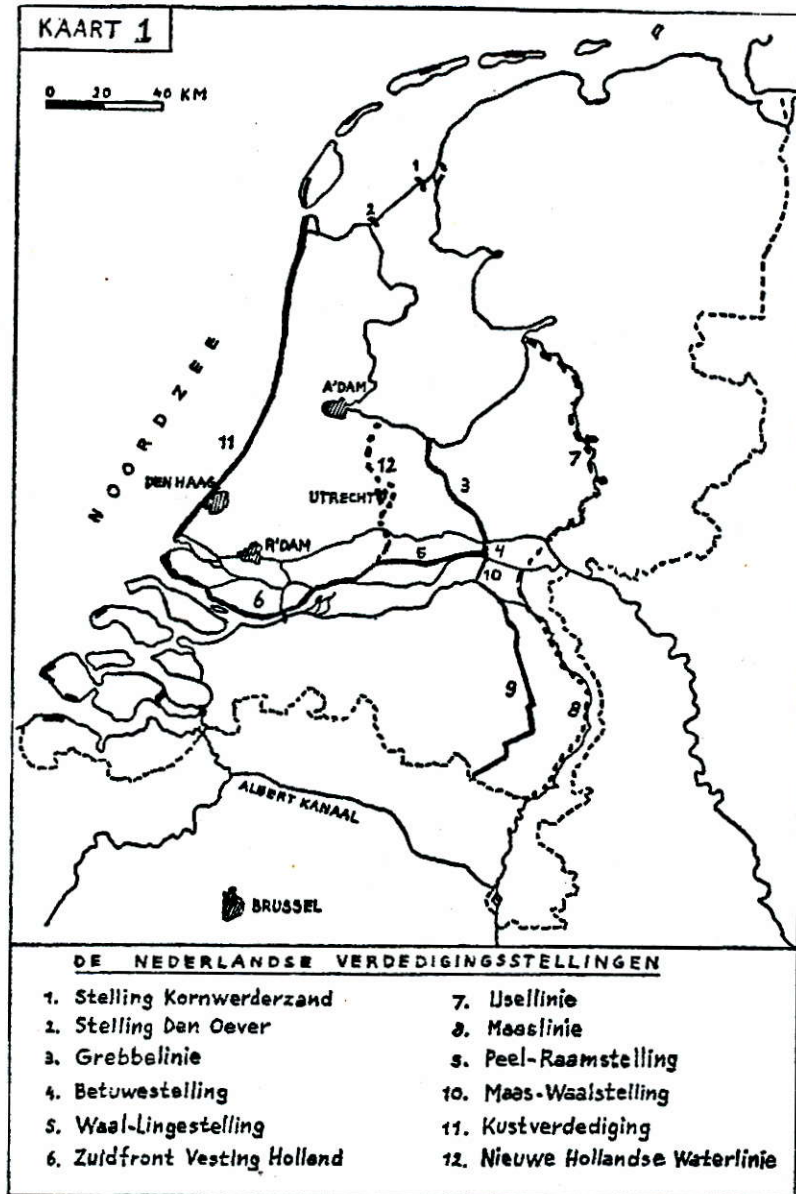 KAART 1
0 20 40 KM
1
2
NOORDZEE
A'DAM
11
12
3
7
DEN HAAG
UTRECHT
R'DAM
5
4
10
6
9
8
ALBERT KANAAL
BRUSSEL
DE NEDERLANDSE VERDEDIGINGSSTELLINGEN
1. Stelling Kornwerderzand
2. Stelling Den Oever
3. Grebbelinie
4. Betuwestelling
5. Waal-Lingestelling
6. Zuidfront Vesting Holland
7. IJsellinie
8. Maaslinie
9. Peel-Raamstelling
10. Maas-Waalstelling
11. Kustverdediging
12. Nieuwe Hollandse Waterlinie